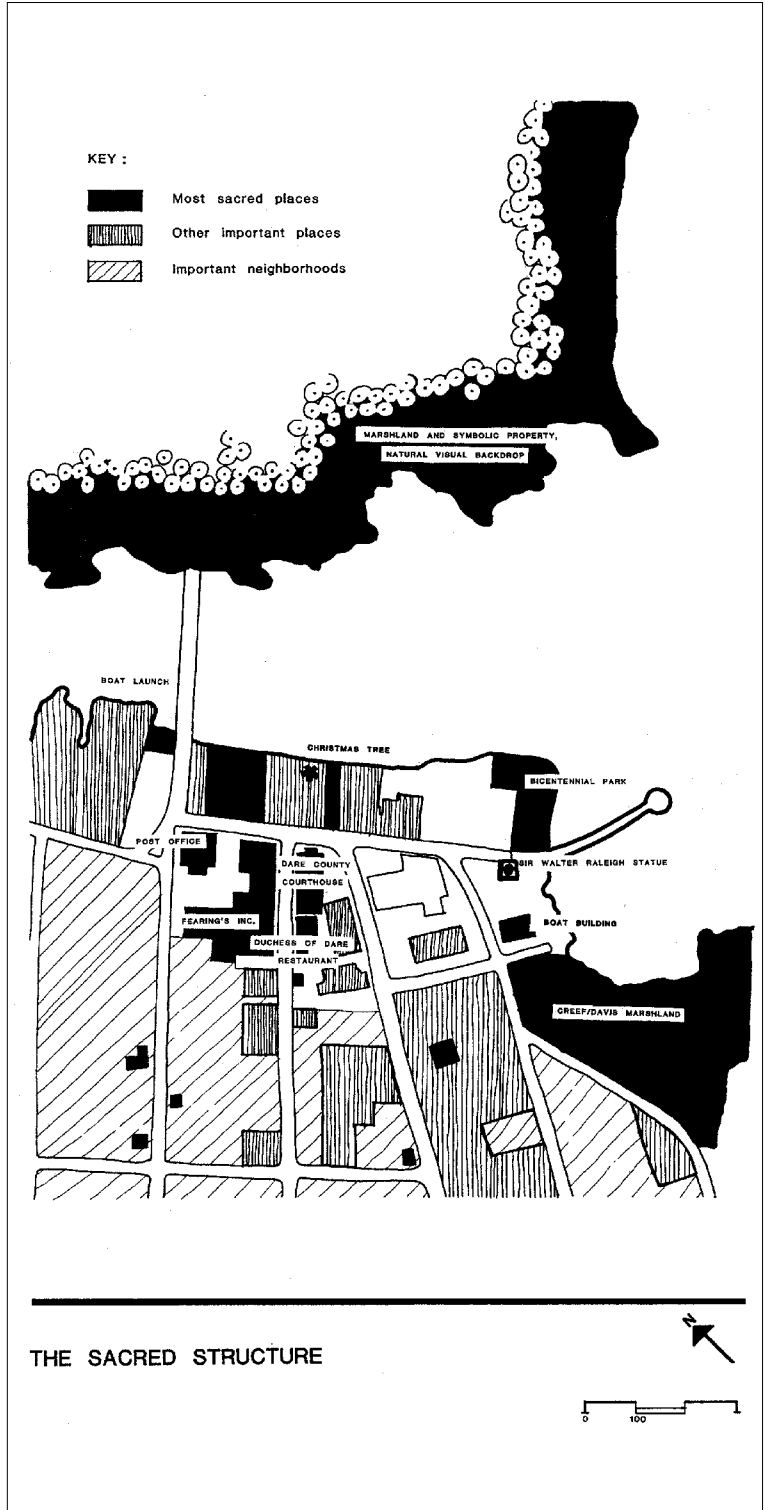 KEY :
Most sacred places
Other important places
Important neighborhoods
MARSHLAND AND SYMBOLIC PROPERTY,
NATURAL VISUAL BACKDROP
BOAT LAUNCH
CHRISTMAS TREE
BICENTENNIAL PARK
POST OFFICE
DARE COUNTY
COURTHOUSE
SIR WALTER RALEIGH STATUE
FEARING'S INC.
BOAT BUILDING
DUCHESS OF DARE
RESTAURANT
CREEF/DAVIS MARSHLAND
THE SACRED STRUCTURE
N
0 100